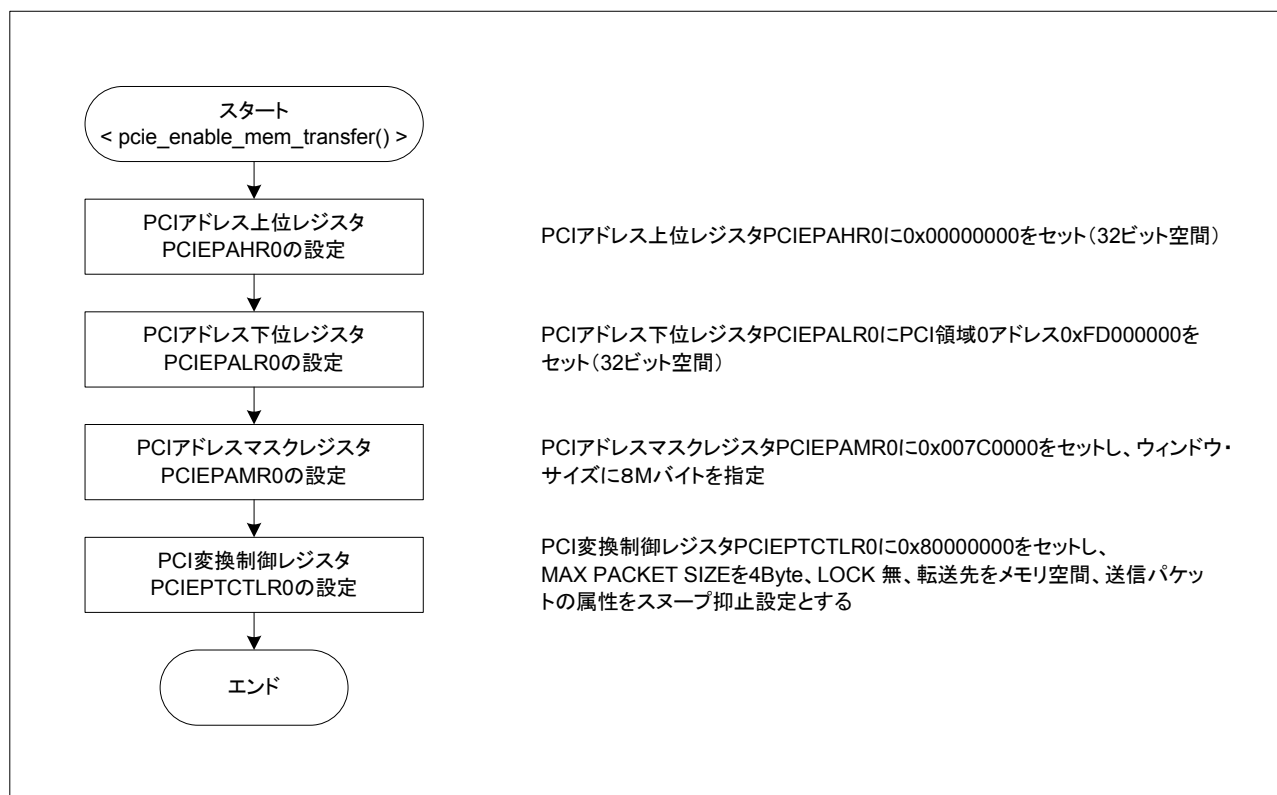 スタート
< pcie_enable_mem_transfer() >
PCIアドレス上位レジスタ
PCIEPAHR0の設定
PCIアドレス上位レジスタPCIEPAHR0に0x00000000をセット（32ビット空間）
PCIアドレス下位レジスタ
PCIEPALR0の設定
PCIアドレス下位レジスタPCIEPALR0にPCI領域0アドレス0xFD000000を
セット（32ビット空間）
PCIアドレスマスクレジスタ
PCIEPAMR0の設定
PCIアドレスマスクレジスタPCIEPAMR0に0x007C0000をセットし、ウィンドウ・
サイズに８Mバイトを指定
PCI変換制御レジスタ
PCIEPTCTLR0の設定
PCI変換制御レジスタPCIEPTCTLR0に0x80000000をセットし、
MAX PACKET SIZEを4Byte、LOCK 無、転送先をメモリ空間、送信パケッ
トの属性をスヌープ抑止設定とする
エンド